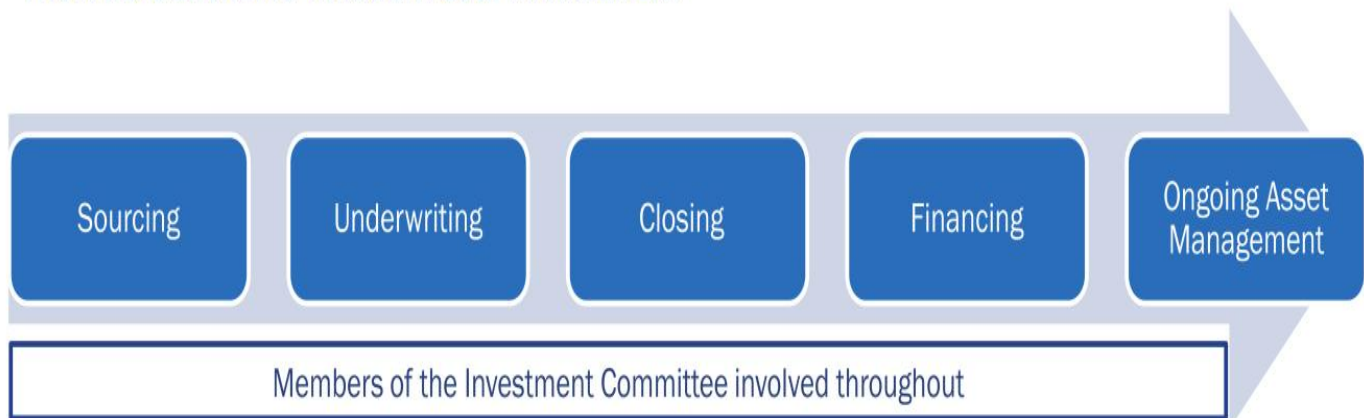 Sourcing
Underwriting
Closing
Financing
Ongoing Asset
Management
Members of the Investment Committee involved throughout